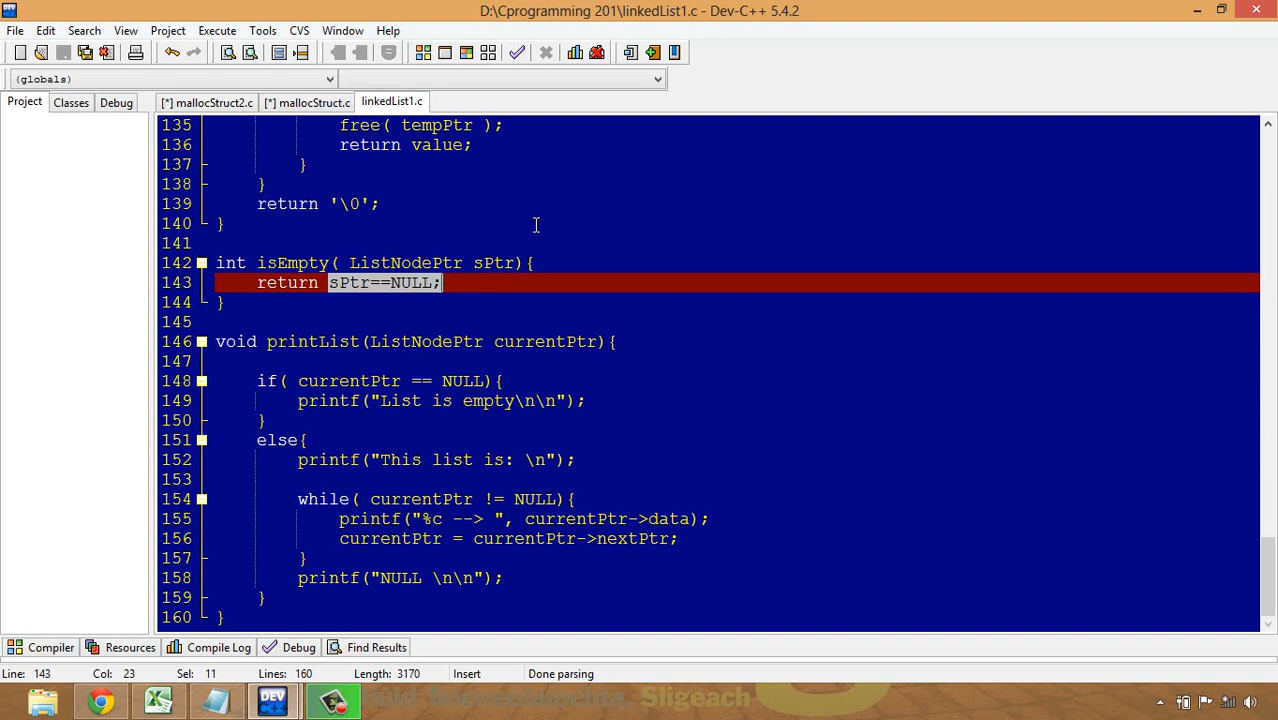 D:\Cprogramming 201\linkedList1.c - Dev-C++ 5.4.2
File Edit Search View Project Execute Tools CVS Window Help
(globals)
Project Classes Debug [*] mallocStruct2.c [*] mallocStruct.c linkedList1.c
135 free( tempPtr );
136 return value;
137 }
138 }
139 return '\0';
140 }
141
142 int isEmpty( ListNodePtr sPtr){
143 return sPtr==NULL;
144 }
145
146 void printList(ListNodePtr currentPtr){
147
148 if( currentPtr == NULL){
149 printf("List is empty\n\n");
150 }
151 else{
152 printf("This list is: \n");
153
154 while( currentPtr != NULL){
155 printf("%c --> ", currentPtr->data);
156 currentPtr = currentPtr->nextPtr;
157 }
158 printf("NULL \n\n");
159 }
160 }
Compiler Resources Compile Log Debug Find Results
Line: 143 Col: 23 Sel: 11 Lines: 160 Length: 3170 Insert Done parsing
DEV
Sligeach